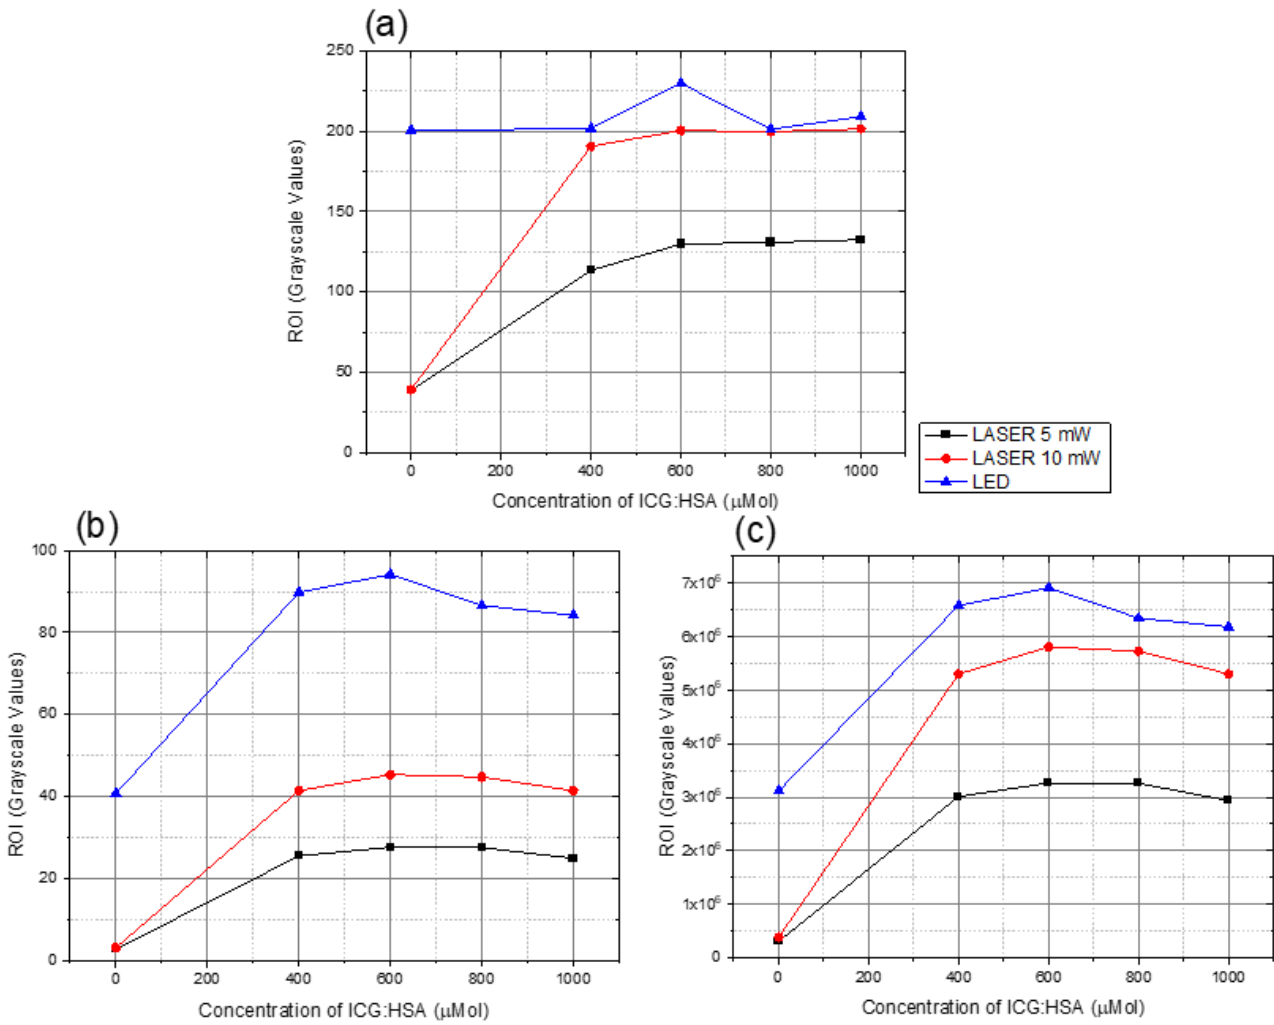 (a)
250
200
150
100
50
0
ROI (Grayscale Values)
0 200 400 600 800 1000
Concentration of ICG:HSA (μMol)
LASER 5 mW
LASER 10 mW
LED
(b)
100
80
60
40
20
0
ROI (Grayscale Values)
0 200 400 600 800 1000
Concentration of ICG:HSA (μMol)
(c)
7x10⁶
6x10⁶
5x10⁶
4x10⁶
3x10⁶
2x10⁶
1x10⁶
0
ROI (Grayscale Values)
0 200 400 600 800 1000
Concentration of ICG:HSA (μMol)